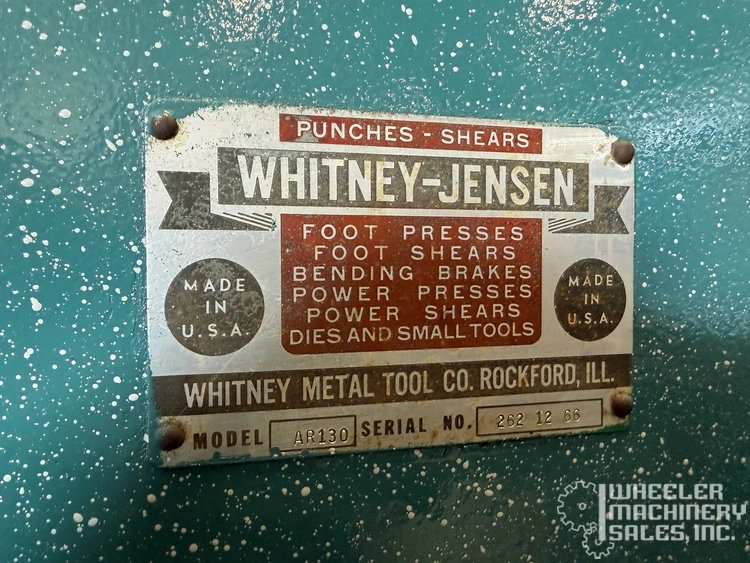 PUNCHES - SHEARS
WHITNEY-JENSEN
FOOT PRESSES
FOOT SHEARS
BENDING BRAKES
POWER PRESSES
POWER SHEARS
DIES AND SMALL TOOLS
MADE
IN
U.S.A.
MADE
IN
U.S.A.
WHITNEY METAL TOOL CO. ROCKFORD, ILL.
MODEL AR130 SERIAL NO. 262 12 66
WHEELER
MACHINERY
SALES, INC.